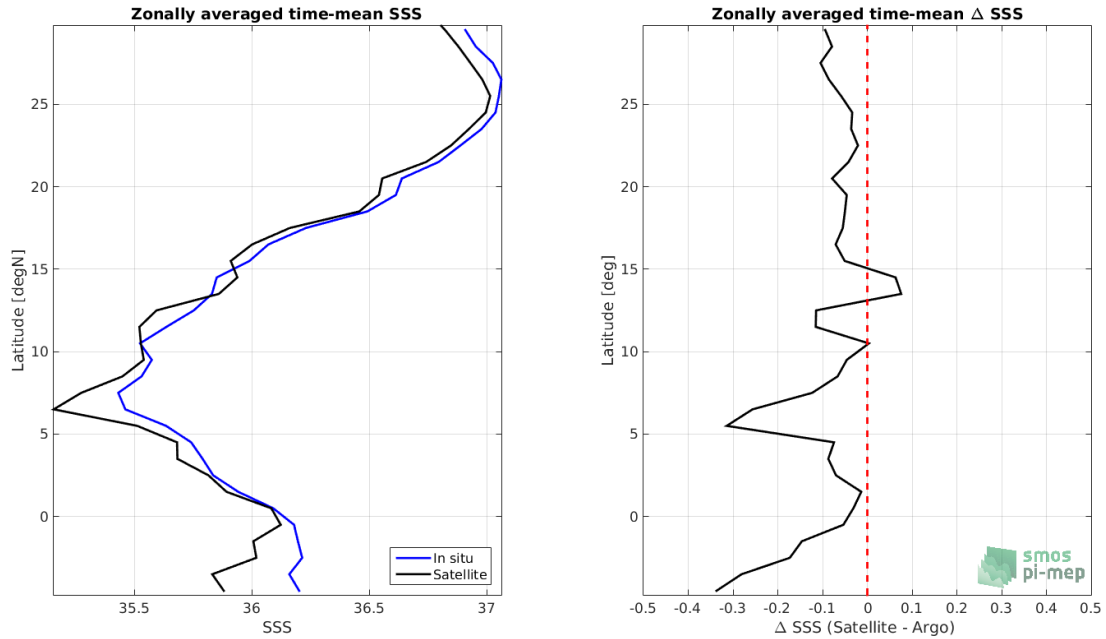 Zonally averaged time-mean SSS
25
20
15
10
5
0
Latitude [degN]
35.5
36
36.5
37
SSS
In situ
Satellite
Zonally averaged time-mean Δ SSS
25
20
15
10
5
0
Latitude [deg]
-0.5
-0.4
-0.3
-0.2
-0.1
0
0.1
0.2
0.3
0.4
0.5
Δ SSS (Satellite - Argo)
smos
pi-mep